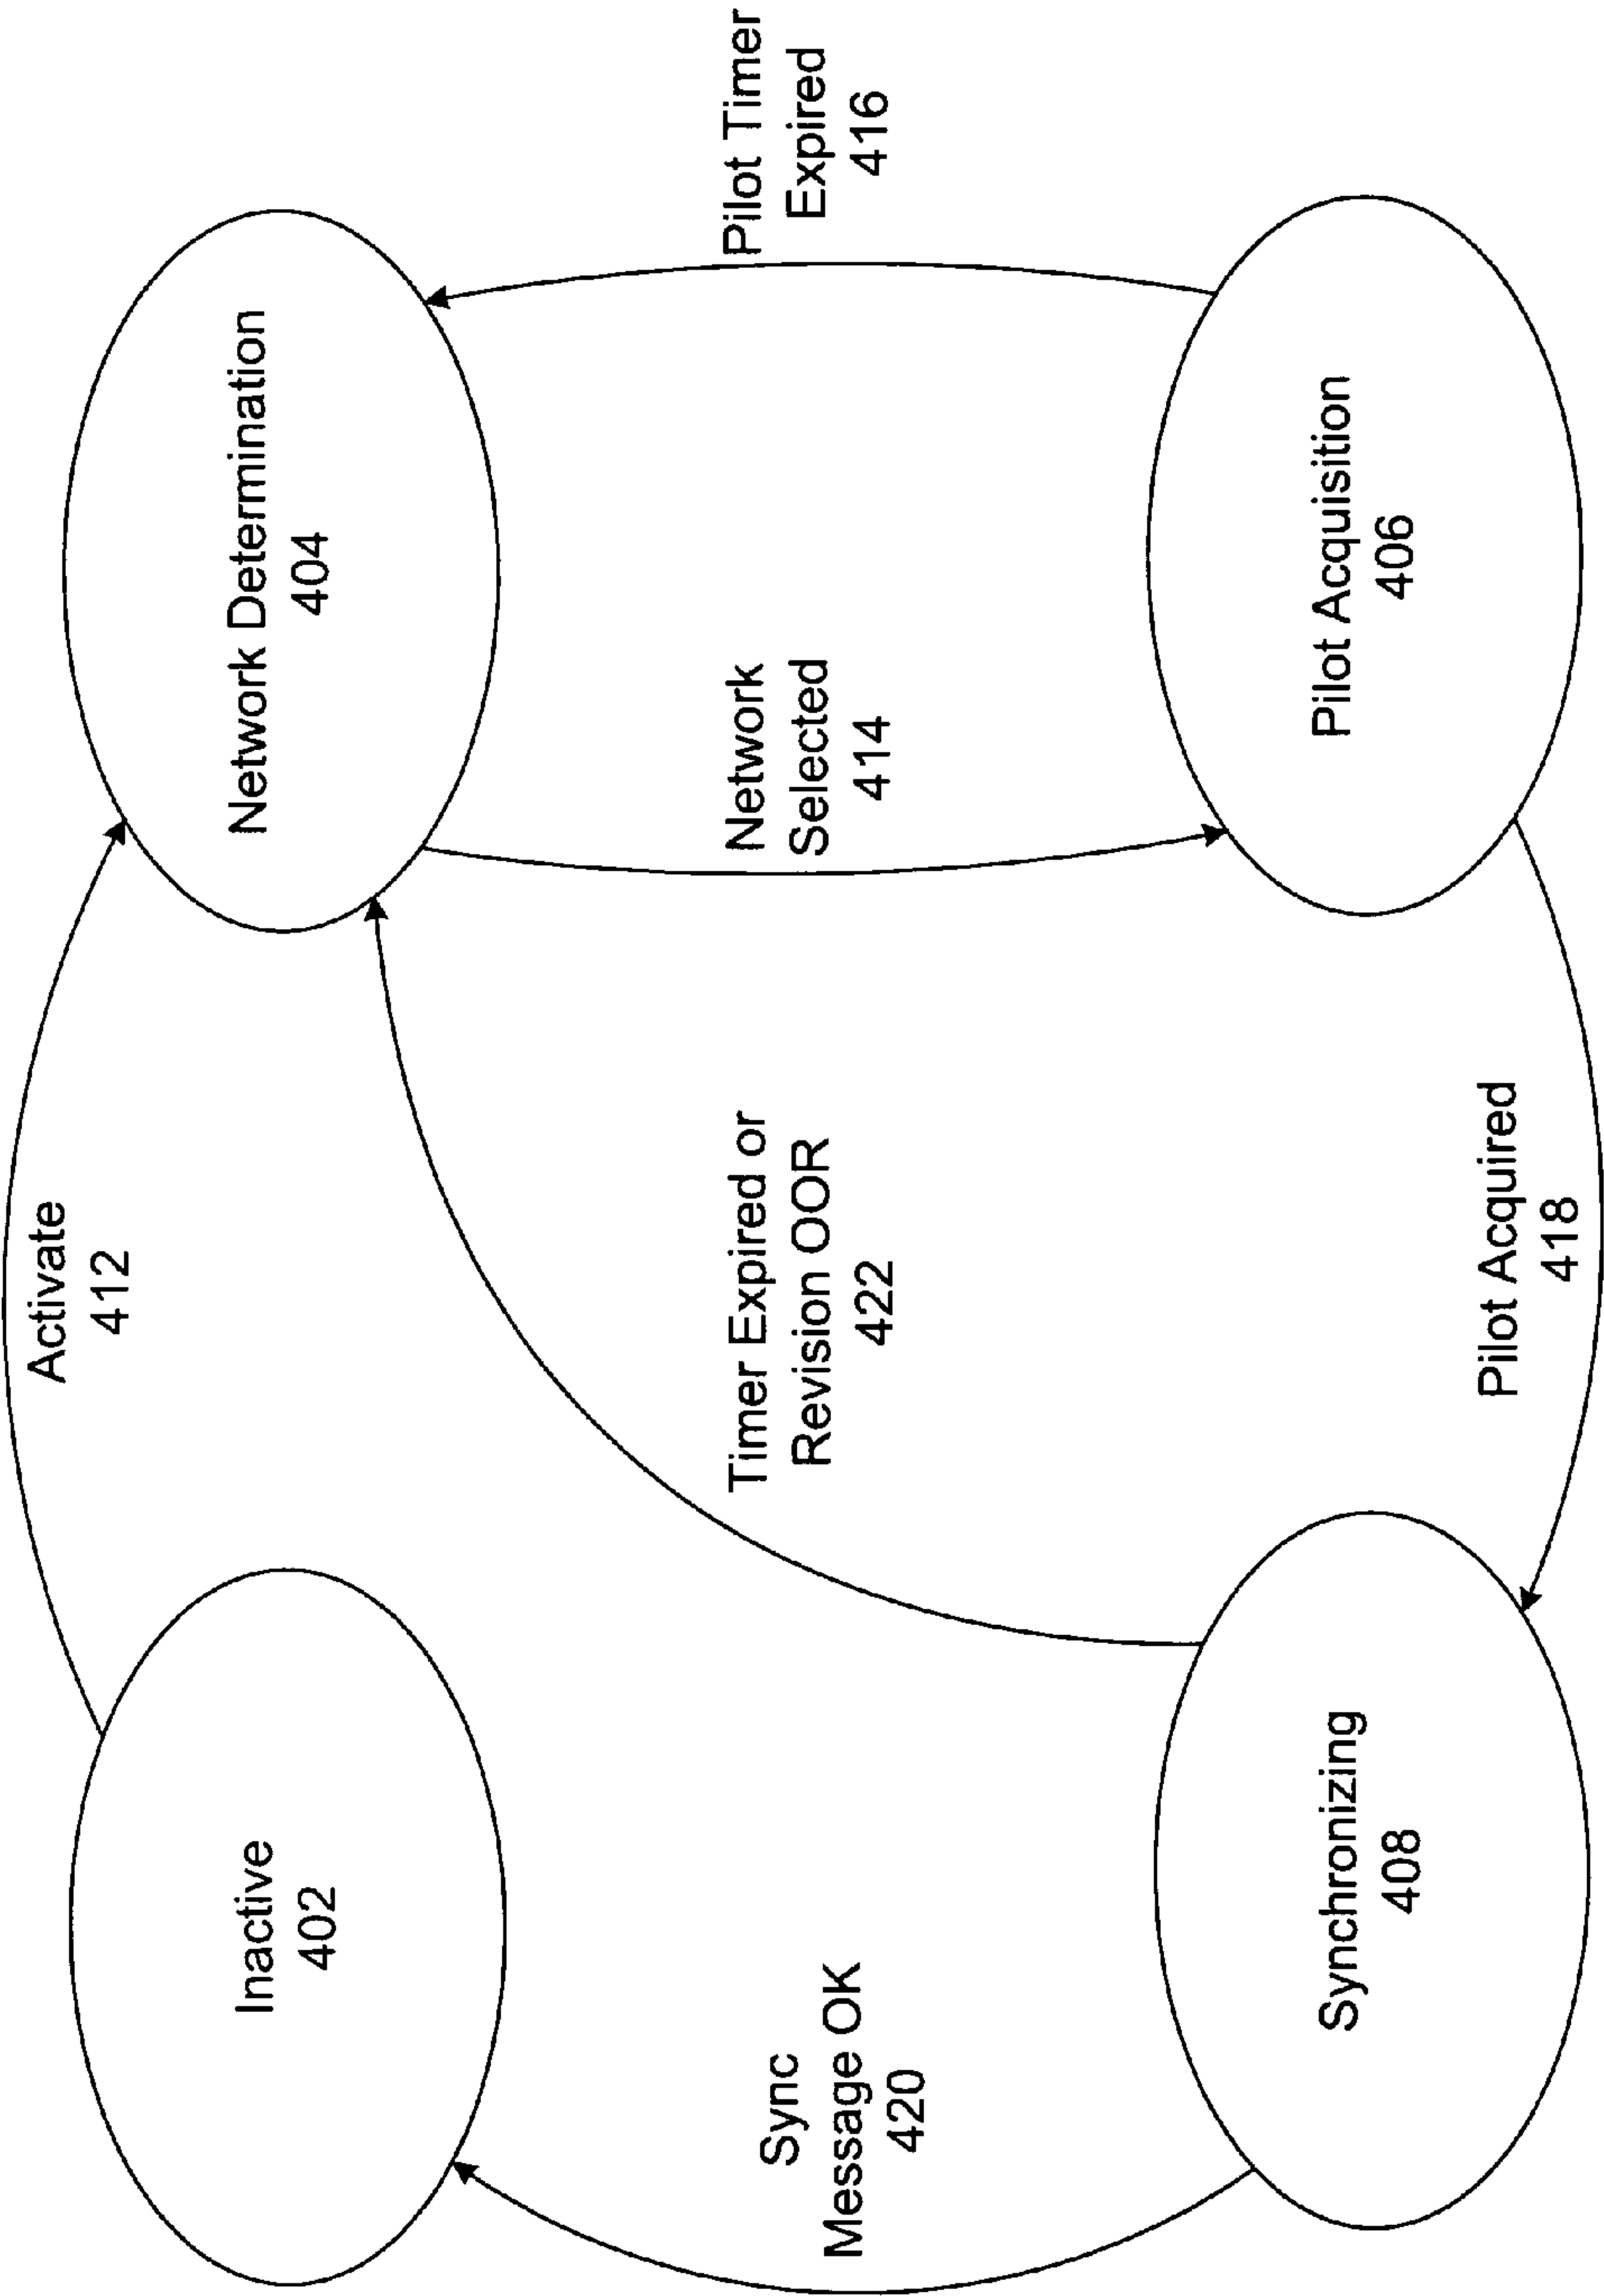 Activate
412
Inactive
402
Network Determination
404
Sync
Message OK
420
Timer Expired or
Revision OOR
422
Network
Selected
414
Pilot Timer
Expired
416
Synchronizing
408
Pilot Acquisition
406
Pilot Acquired
418